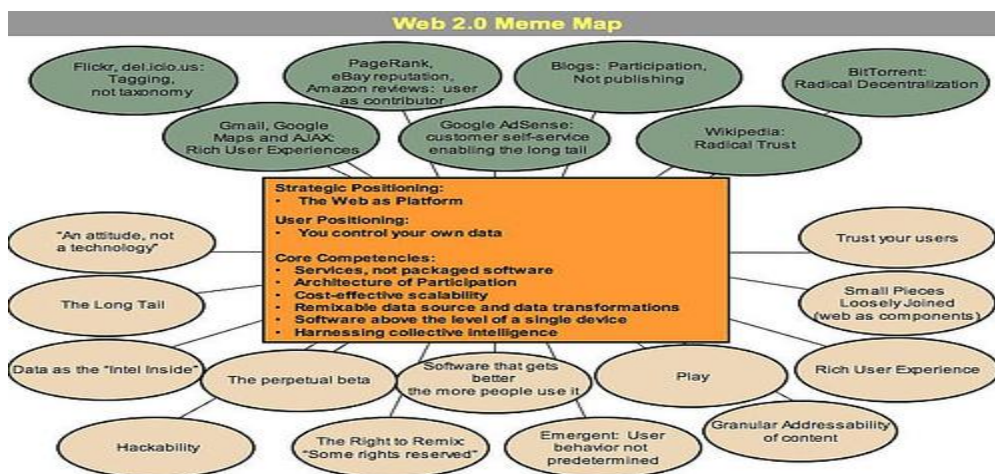 Web 2.0 Meme Map
Flickr, del.icio.us:
Tagging,
not taxonomy
PageRank,
eBay reputation,
Amazon reviews: user
as contributor
Blogs: Participation,
Not publishing
BitTorrent:
Radical Decentralization
Gmail, Google
Maps and AJAX:
Rich User Experiences
Google AdSense:
customer self-service
enabling the long tail
Wikipedia:
Radical Trust
Strategic Positioning:
• The Web as Platform
User Positioning:
• You control your own data
Core Competencies:
• Services, not packaged software
• Architecture of Participation
• Cost-effective scalability
• Remixable data source and data transformations
• Software above the level of a single device
• Harnessing collective intelligence
"An attitude, not
a technology"
The Long Tail
Data as the "Intel Inside"
Trust your users
Small Pieces
Loosely Joined
(web as components)
Rich User Experience
The perpetual beta
Software that gets
better
the more people use it
Play
Hackability
The Right to Remix:
"Some rights reserved"
Emergent: User
behavior not
predetermined
Granular Addressability
of content